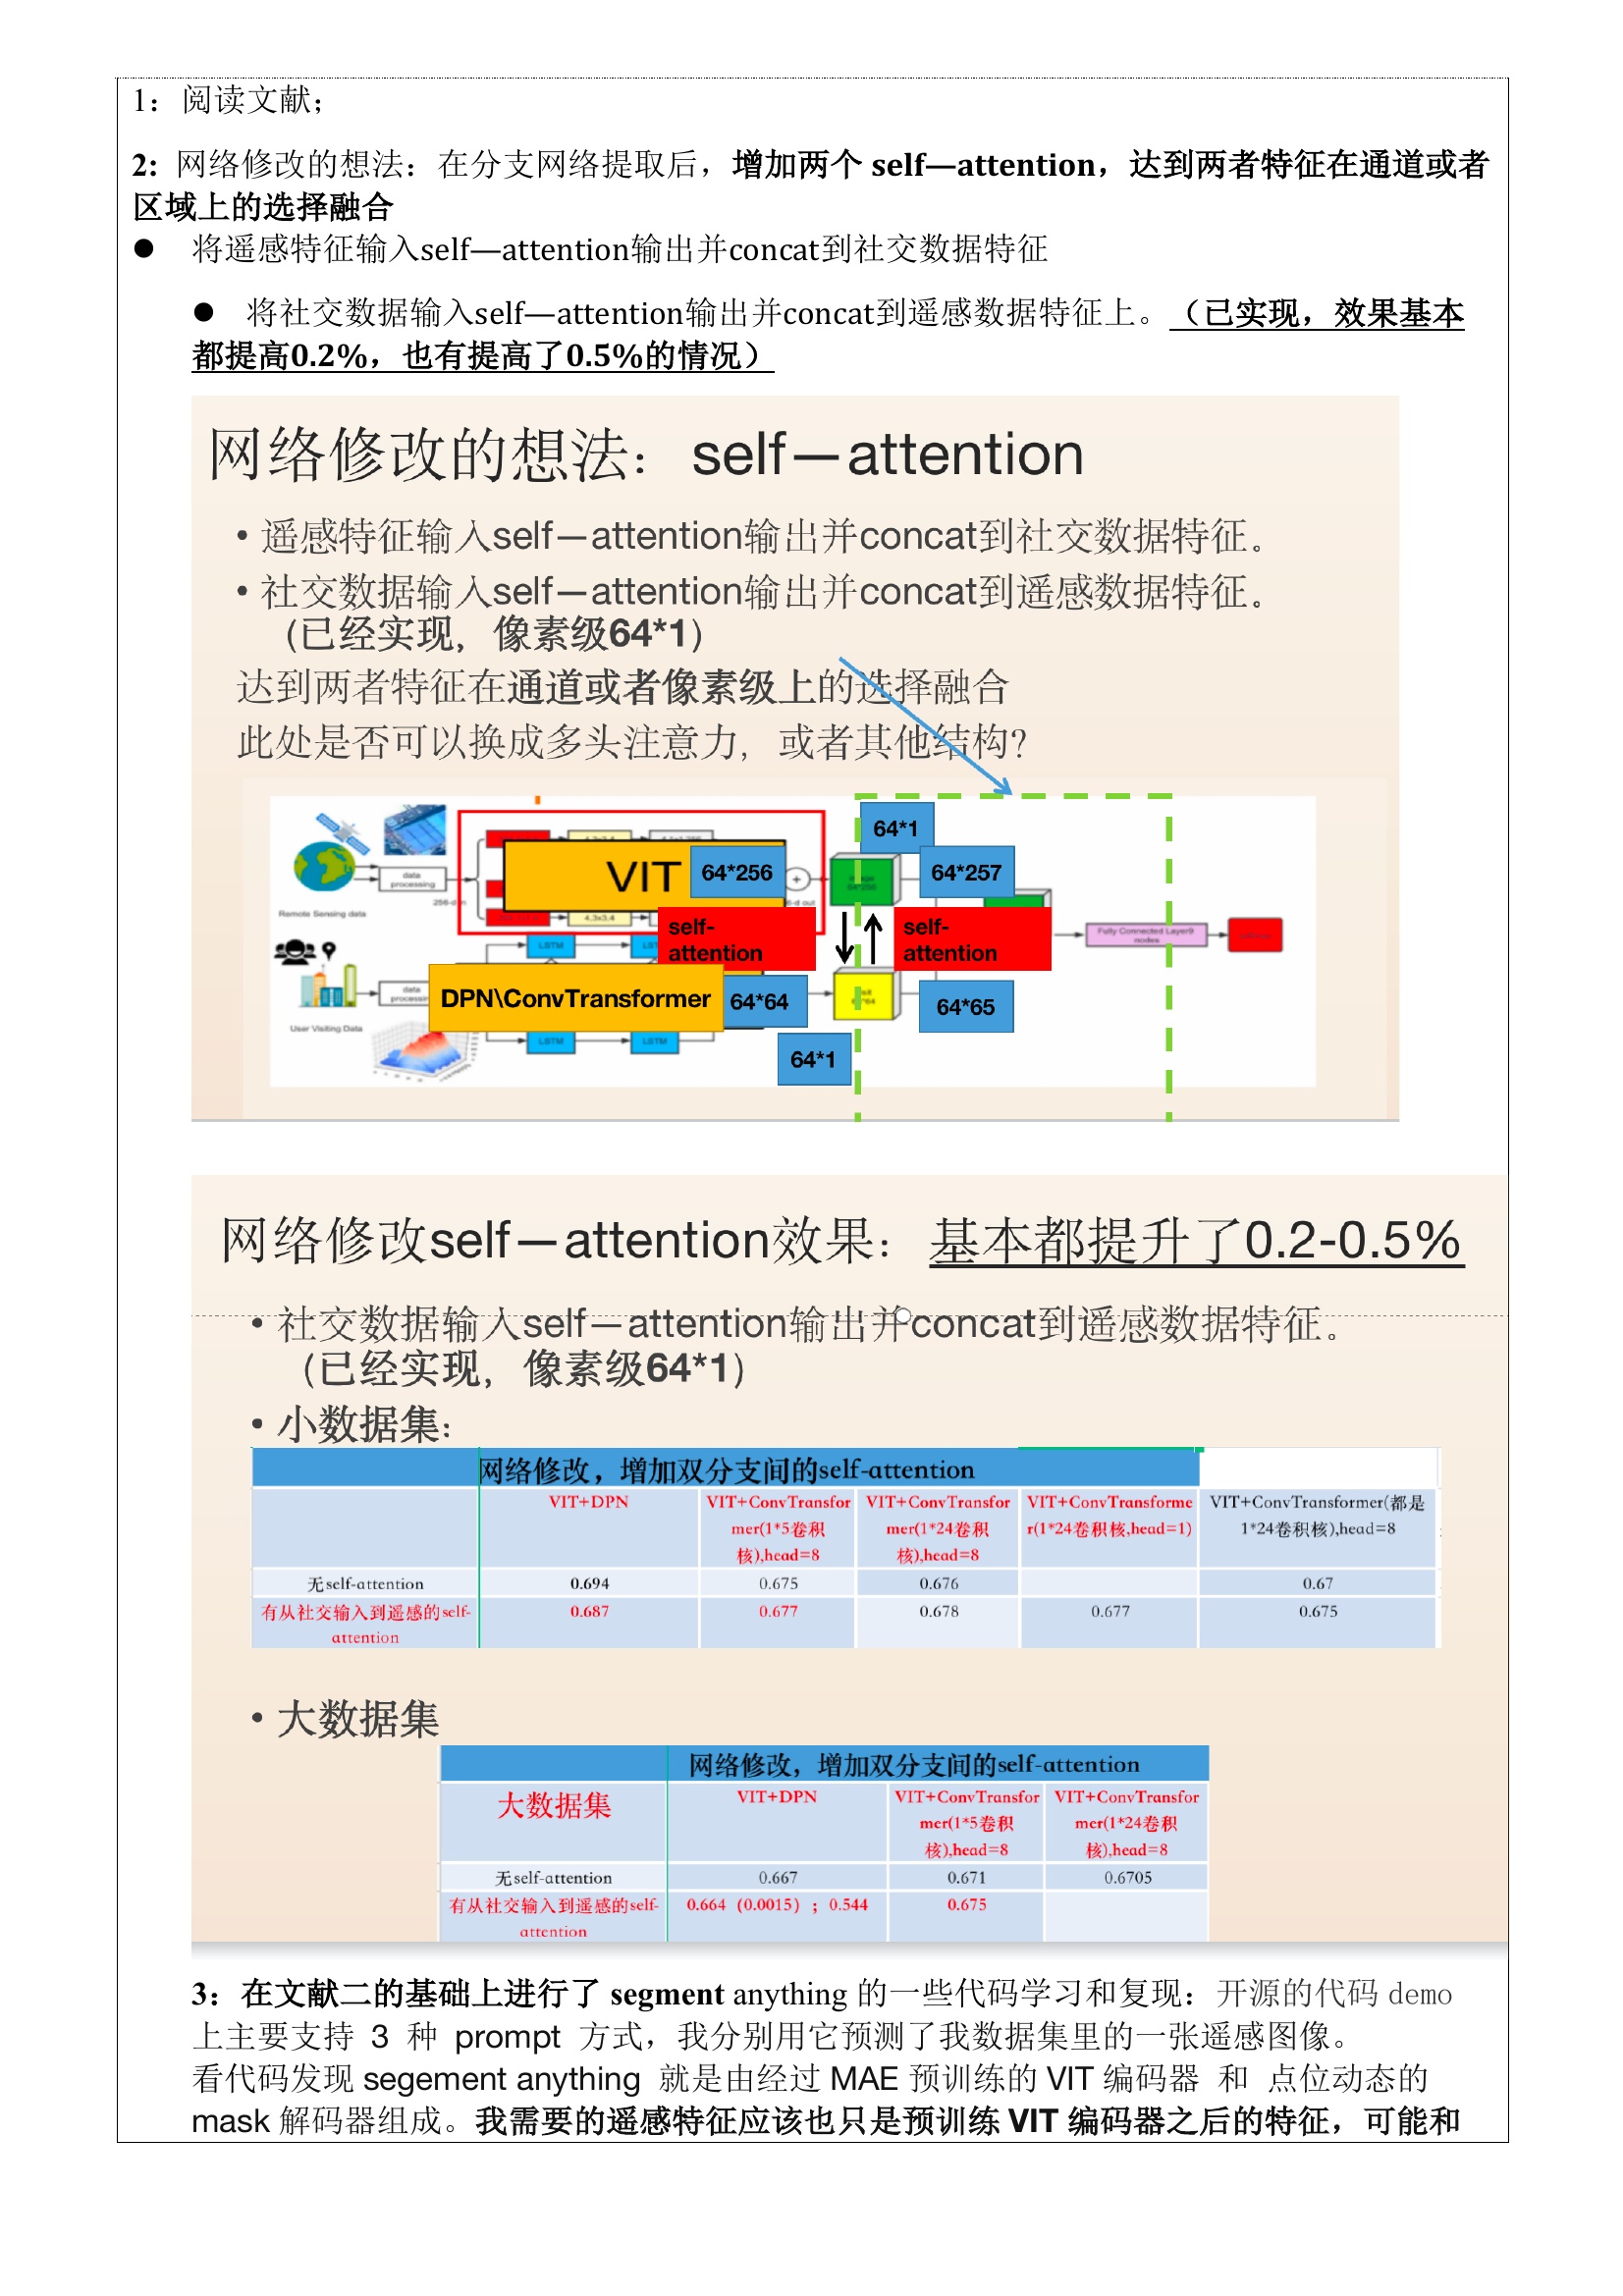 1：阅读文献；
2：网络修改的想法：在分支网络提取后，增加两个 self—attention，达到两者特征在通道或者
区域上的选择融合
● 将遥感特征输入self—attention输出并concat到社交数据特征
● 将社交数据输入self—attention输出并concat到遥感数据特征上。（已实现，效果基本
都提高0.2%，也有提高了0.5%的情况）
网络修改的想法：self—attention
• 遥感特征输入self—attention输出并concat到社交数据特征。
• 社交数据输入self—attention输出并concat到遥感数据特征。
(已经实现，像素级64*1)
达到两者特征在通道或者像素级上的选择融合
此处是否可以换成多头注意力，或者其他结构?
64*1
VIT
64*256
64*257
data
processing
Remote Sensing data
self-
attention
self-
attention
Fully Connected Layer9
nodes
LSTM
DPN\ConvTransformer
64*64
64*65
data
User Visiting Data
LSTM
LSTM
64*1
网络修改self—attention效果：基本都提升了0.2-0.5%
• 社交数据输入self—attention输出并concat到遥感数据特征。
(已经实现，像素级64*1)
• 小数据集：
网络修改，增加双分支间的self-attention
VIT+DPN
VIT+ConvTransfor
mer(1*5卷积
核),head=8
VIT+ConvTransfor
mer(1*24卷积
核),head=8
VIT+ConvTransforme
r(1*24卷积核,head=1)
VIT+ConvTransformer(都是
1*24卷积核),head=8
无self-attention 0.694 0.675 0.676 0.67
有从社交输入到遥感的self-
attention
0.687 0.677 0.678 0.677 0.675
• 大数据集
网络修改，增加双分支间的self-attention
大数据集
VIT+DPN
VIT+ConvTransfor
mer(1*5卷积
核),head=8
VIT+ConvTransfor
mer(1*24卷积
核),head=8
无self-attention 0.667 0.671 0.6705
有从社交输入到遥感的self-
attention
0.664（0.0015）；0.544 0.675
3：在文献二的基础上进行了 segment anything 的一些代码学习和复现：开源的代码 demo
上主要支持 3 种 prompt 方式，我分别用它预测了我数据集里的一张遥感图像。
看代码发现 segement anything 就是由经过 MAE 预训练的 VIT 编码器 和 点位动态的
mask 解码器组成。我需要的遥感特征应该也只是预训练 VIT 编码器之后的特征，可能和